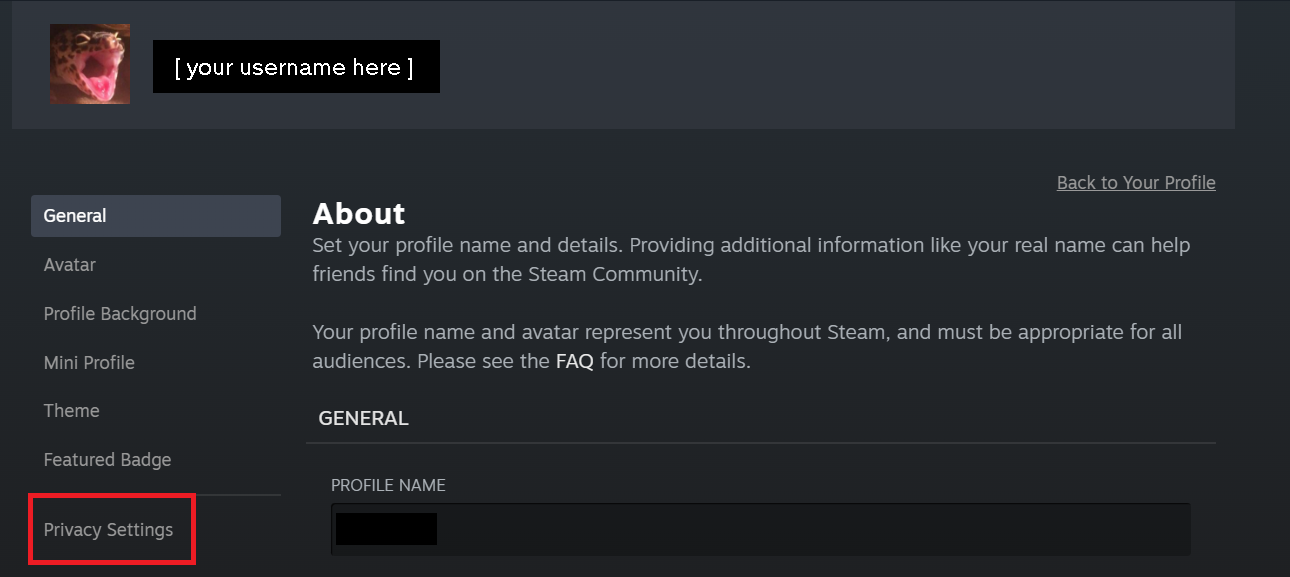 [ your username here ]
Back to Your Profile
General
Avatar
Profile Background
Mini Profile
Theme
Featured Badge
Privacy Settings
About
Set your profile name and details. Providing additional information like your real name can help
friends find you on the Steam Community.
Your profile name and avatar represent you throughout Steam, and must be appropriate for all
audiences. Please see the FAQ for more details.
GENERAL
PROFILE NAME